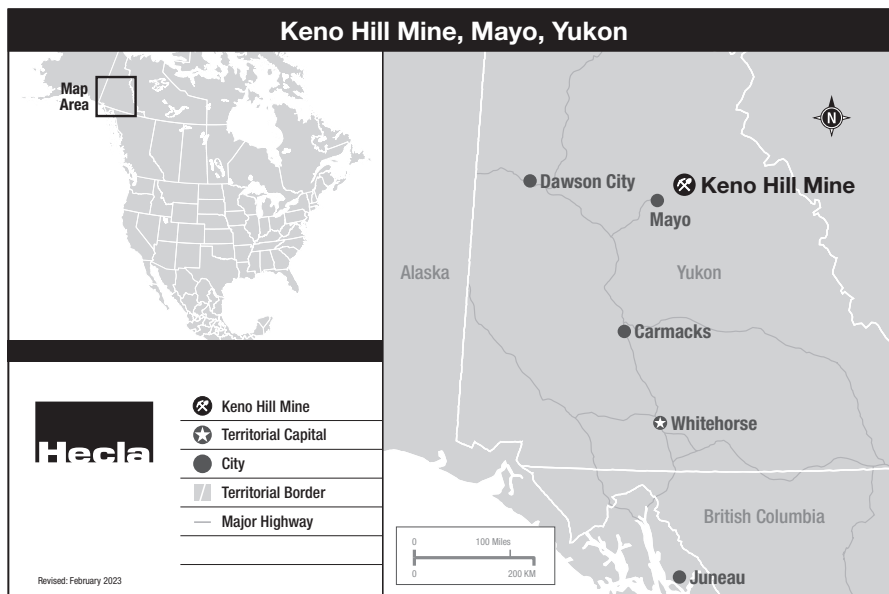 Keno Hill Mine, Mayo, Yukon
Map
Area
Hecla
Keno Hill Mine
Territorial Capital
City
Territorial Border
Major Highway
Revised: February 2023
N
Dawson City
Keno Hill Mine
Mayo
Alaska
Yukon
Carmacks
Whitehorse
British Columbia
Juneau
0 100 Miles
0 200 KM